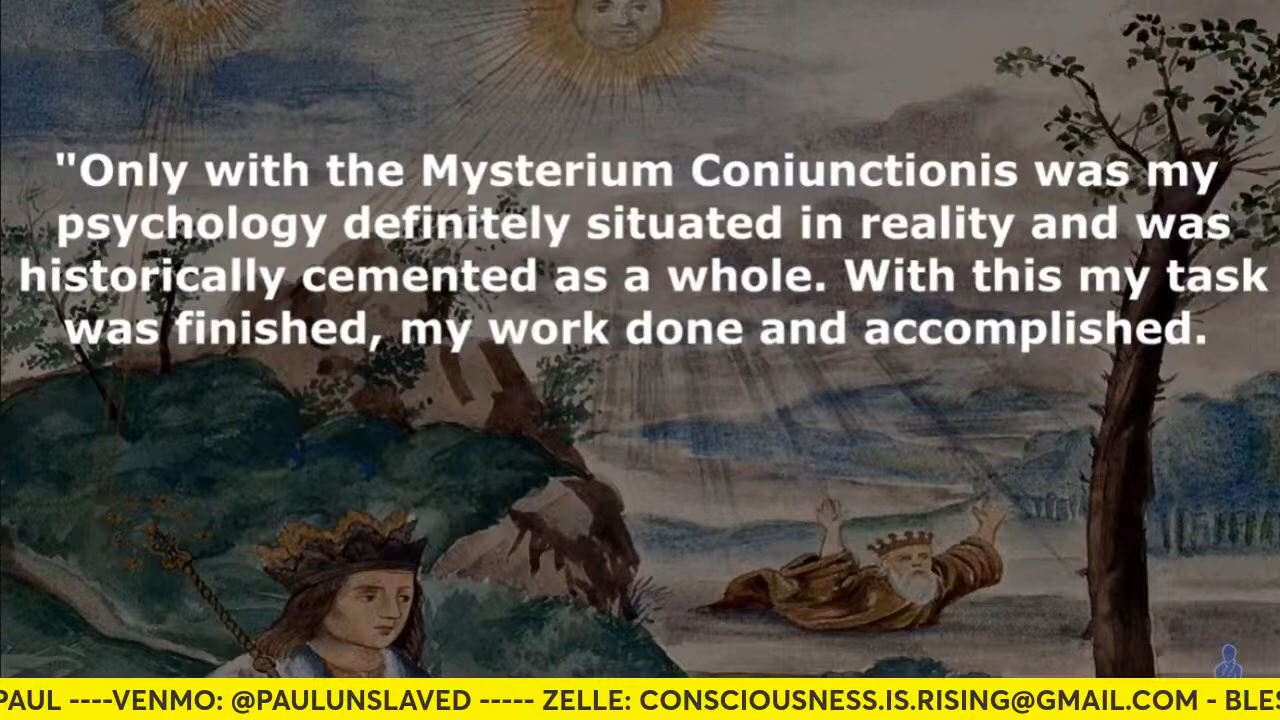 "Only with the Mysterium Coniunctionis was my
psychology definitely situated in reality and was
historically cemented as a whole. With this my task
was finished, my work done and accomplished.
PAUL ----VENMO: @PAULUNSLAVED ----- ZELLE: CONSCIOUSNESS.IS.RISING@GMAIL.COM - BLES